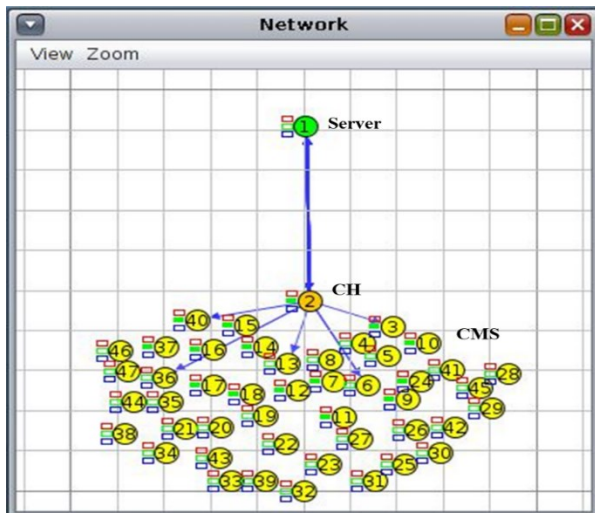 Network
View Zoom
1 Server
2 CH
40 15 3
37 16 14 4 10 CMS
46 13 8 5
47 36 41 28
17 7 6 24 45
44 35 18 12 9 29
19 11
38 21 20 26 42
22 27
34 43 30
23 25
33 39 31
32